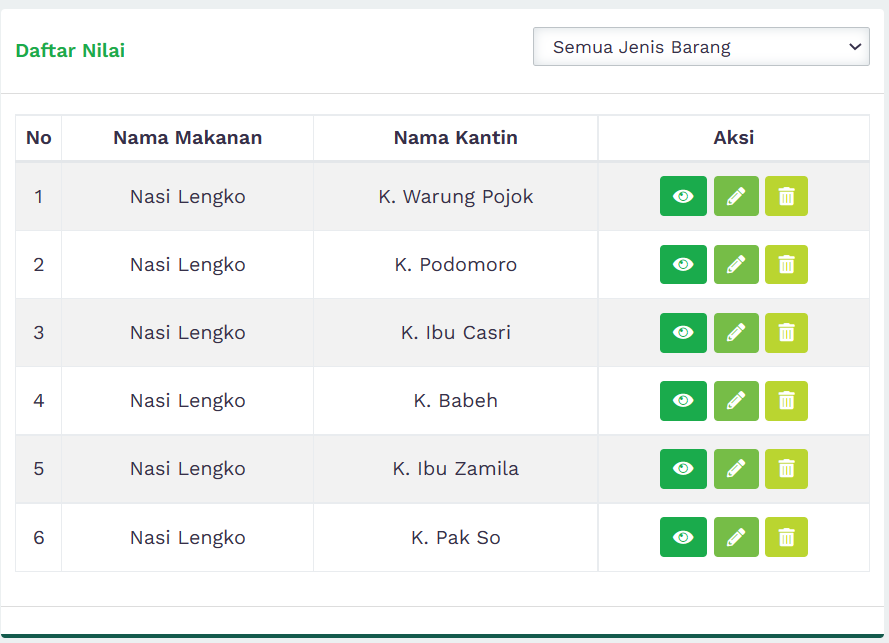 Daftar Nilai
Semua Jenis Barang
No Nama Makanan Nama Kantin Aksi
1 Nasi Lengko K. Warung Pojok
2 Nasi Lengko K. Podomoro
3 Nasi Lengko K. Ibu Casri
4 Nasi Lengko K. Babeh
5 Nasi Lengko K. Ibu Zamila
6 Nasi Lengko K. Pak So